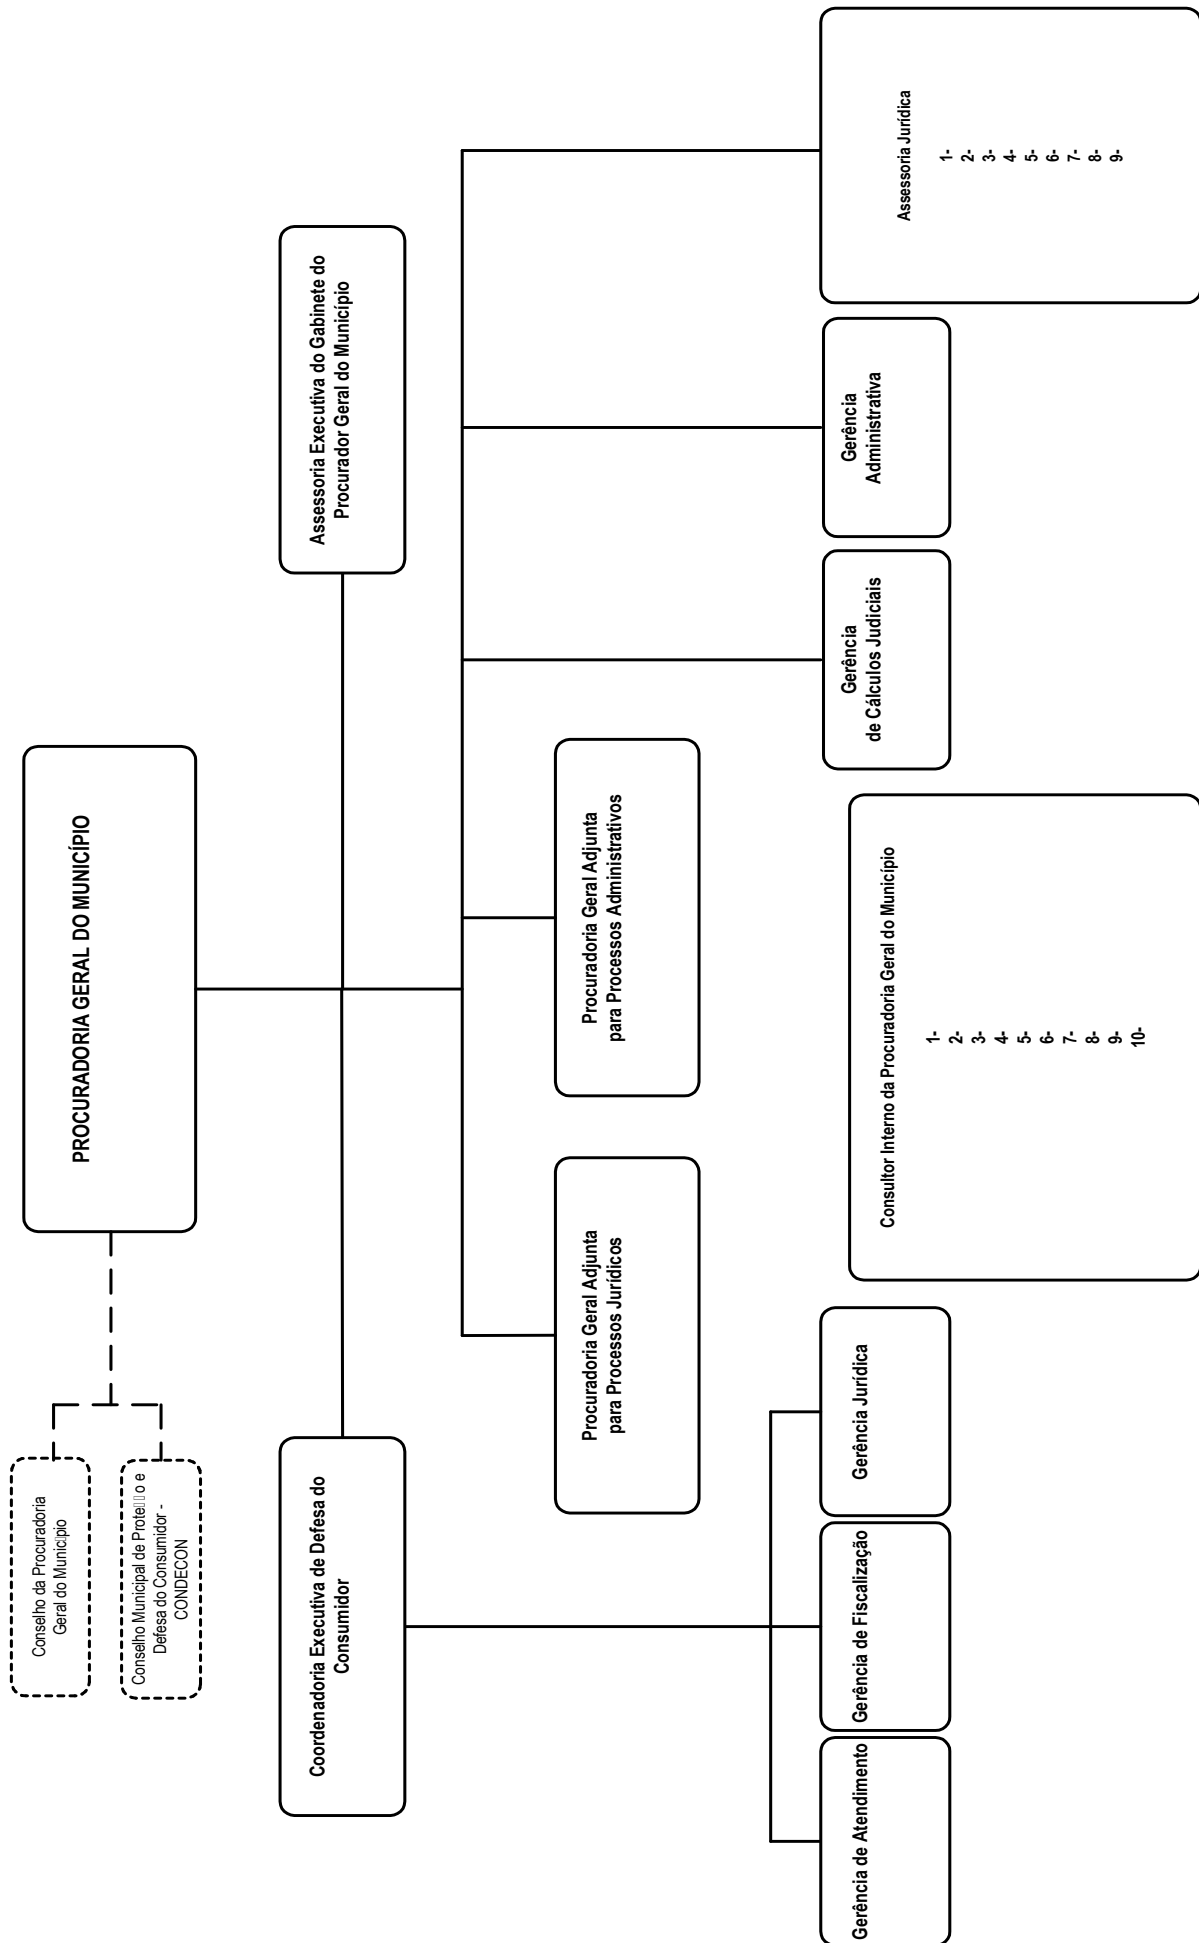 PROCURADORIA GERAL DO MUNICÍPIO
Conselho da Procuradoria
Geral do Município
Conselho Municipal de Prote o e
Defesa do Consumidor -
CONDECON
Coordenadoria Executiva de Defesa do
Consumidor
Assessoria Executiva do Gabinete do
Procurador Geral do Município
Procuradoria Geral Adjunta
para Processos Jurídicos
Procuradoria Geral Adjunta
para Processos Administrativos
Gerência de Atendimento
Gerência de Fiscalização
Gerência Jurídica
Consultor Interno da Procuradoria Geral do Município
1-
2-
3-
4-
5-
6-
7-
8-
9-
10-
Gerência
de Cálculos Judiciais
Gerência
Administrativa
Assessoria Jurídica
1-
2-
3-
4-
5-
6-
7-
8-
9-